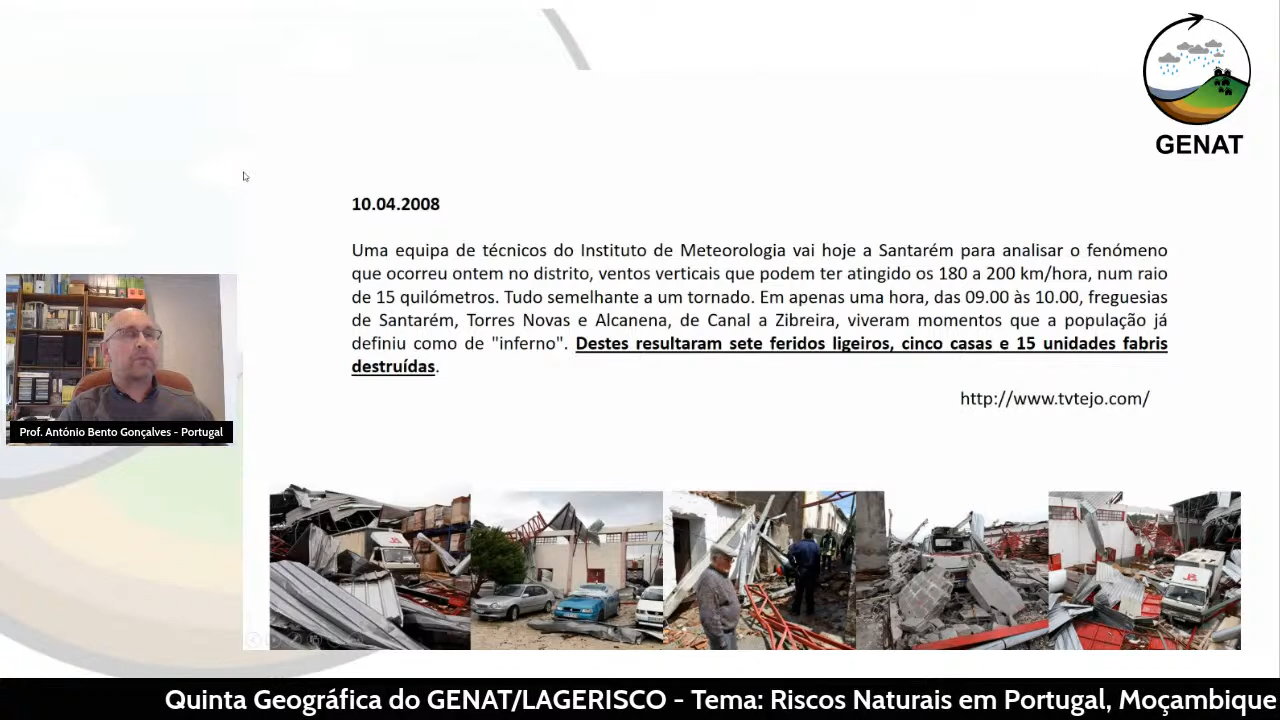 GENAT
10.04.2008
Uma equipa de técnicos do Instituto de Meteorologia vai hoje a Santarém para analisar o fenómeno
que ocorreu ontem no distrito, ventos verticais que podem ter atingido os 180 a 200 km/hora, num raio
de 15 quilómetros. Tudo semelhante a um tornado. Em apenas uma hora, das 09.00 às 10.00, freguesias
de Santarém, Torres Novas e Alcanena, de Canal a Zibreira, viveram momentos que a população já
definiu como de "inferno". Destes resultaram sete feridos ligeiros, cinco casas e 15 unidades fabris
destruídas.
http://www.tvtejo.com/
Prof. António Bento Gonçalves - Portugal
Quinta Geográfica do GENAT/LAGERISCO - Tema: Riscos Naturais em Portugal, Moçambique